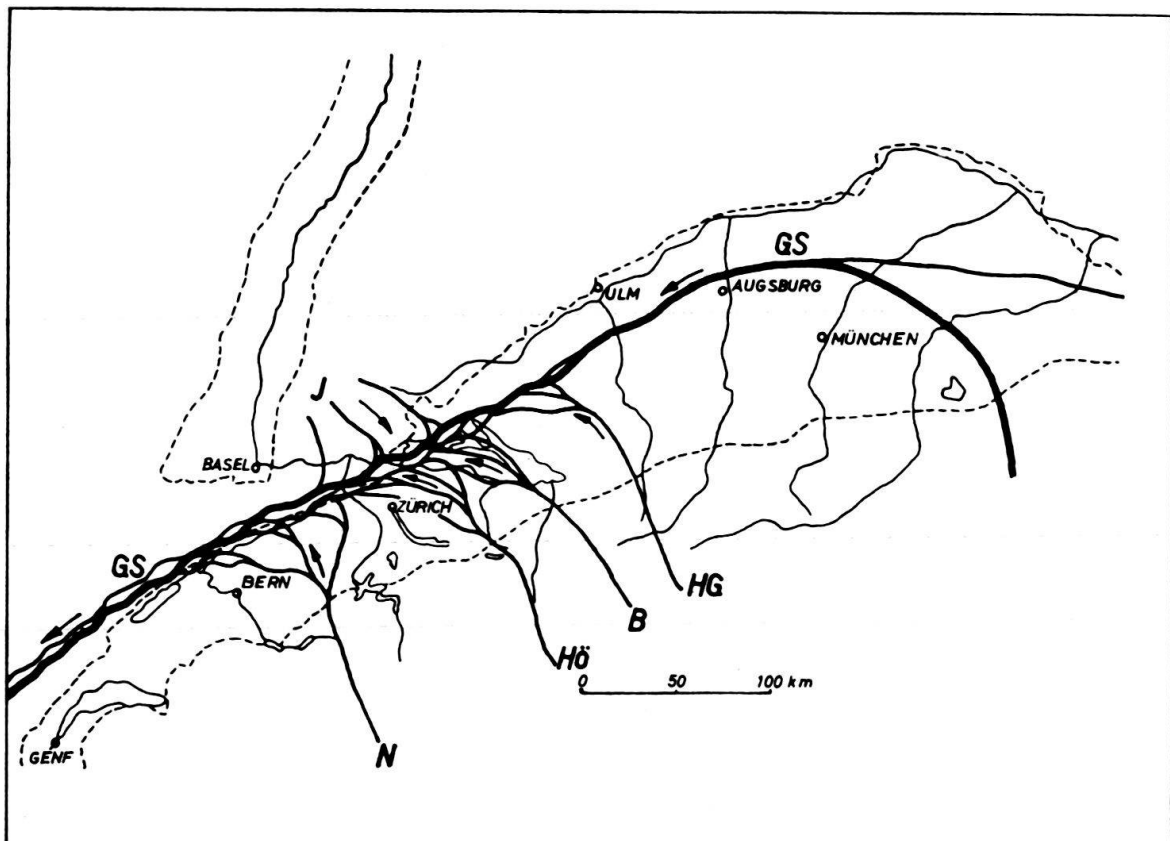 GS
ULM
AUGSBURG
MÜNCHEN
J
BASEL
ZÜRICH
GS
BERN
HG
B
HÖ
0 50 100 km
N
GENF